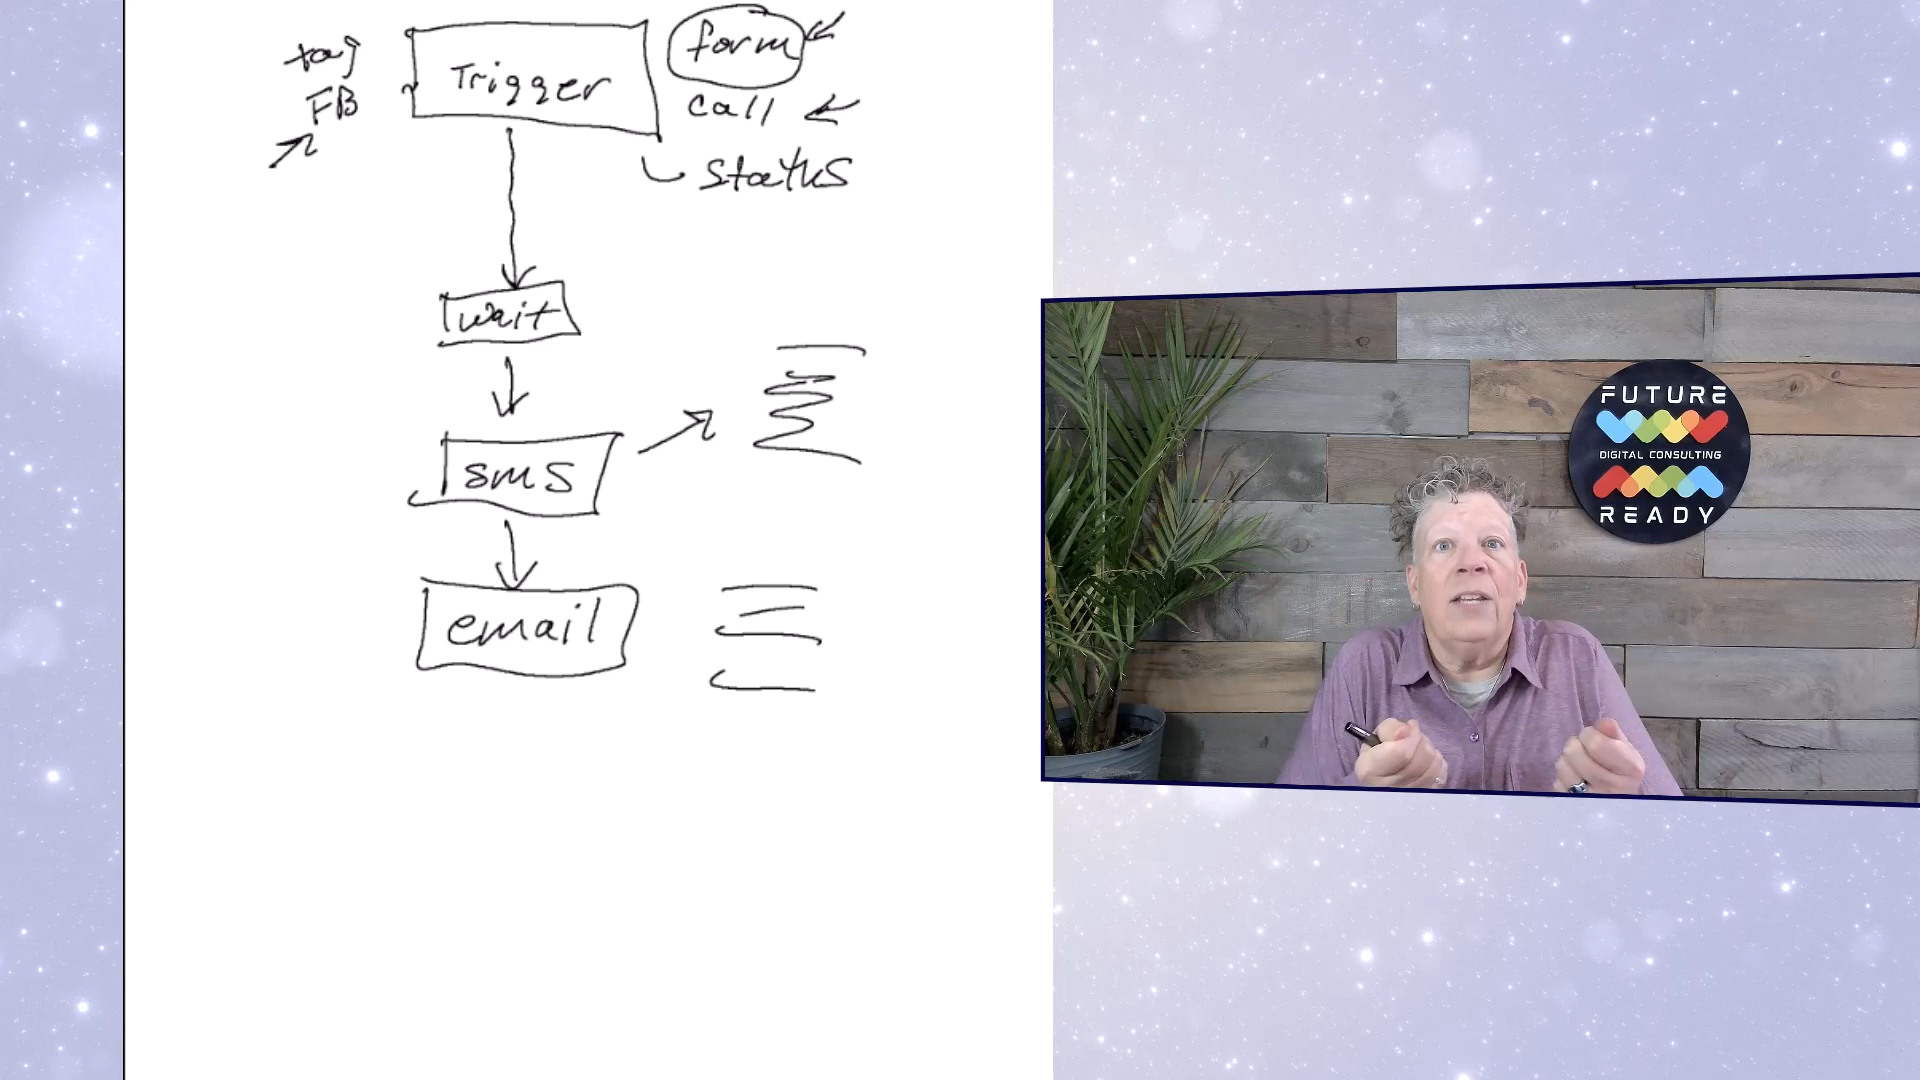 tag
FB
Trigger
form
call
status
wait
sms
email
FUTURE
DIGITAL CONSULTING
READY